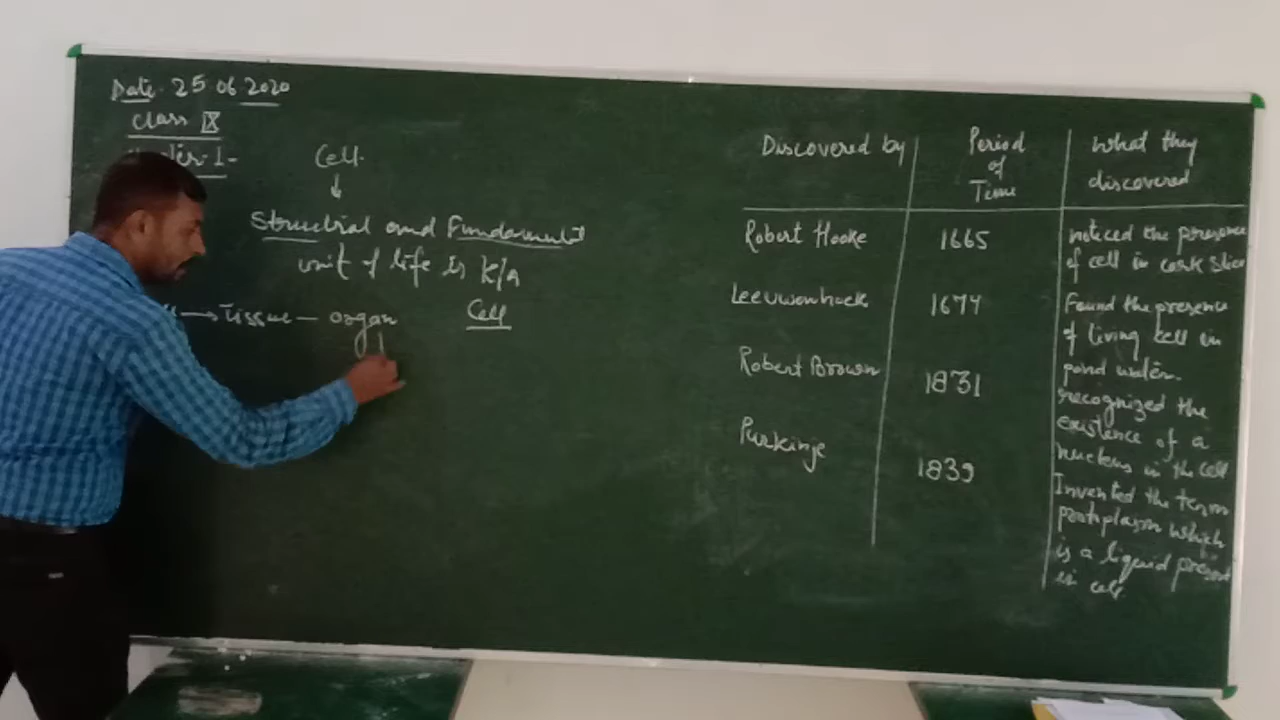 Date. 25.06.2020
Class IX
Cell.
Structral and Fundamental
unit of life is k/a
Cell
→ Tissue — organ
Discovered by
Period
of
Time
What they
discovered
Robert Hooke
1665
noticed the presence
of cell in cork slice
Leeuwenhoek
1674
Found the presence
of living cell in
pond water.
Robert Brown
1831
recognized the
existence of a
nucleus in the cell
Purkinje
1839
Invented the term
protoplasm which
is a liquid present
in cell.